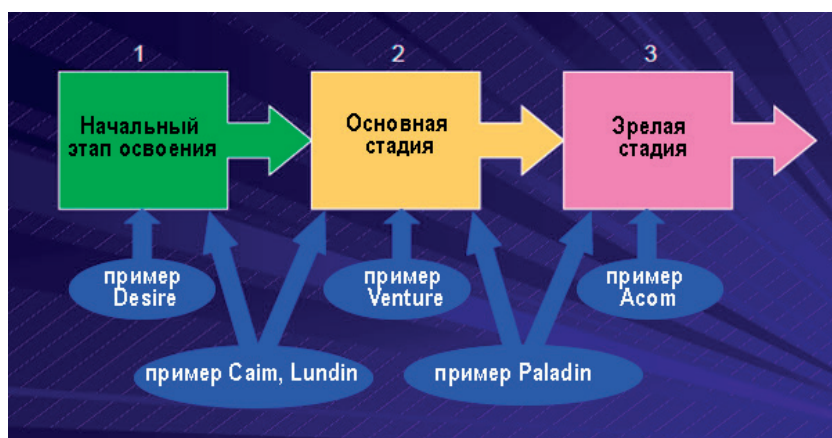 1
2
3
Начальный
этап освоения
Основная
стадия
Зрелая
стадия
пример
Desire
пример
Venture
пример
Acom
пример Caim, Lundin
пример Paladin